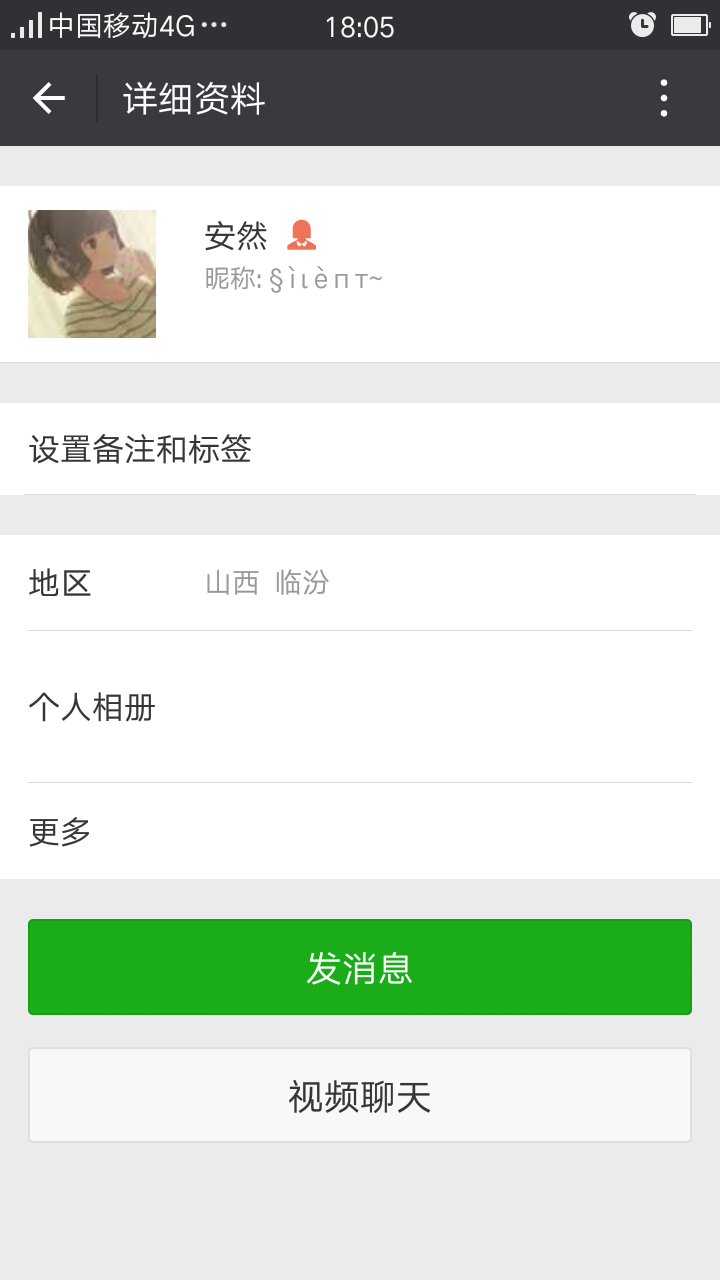 中国移动4G··· 18:05
详细资料
安然
昵称: §ìιèπτ~
设置备注和标签
地区 山西 临汾
个人相册
更多
发消息
视频聊天